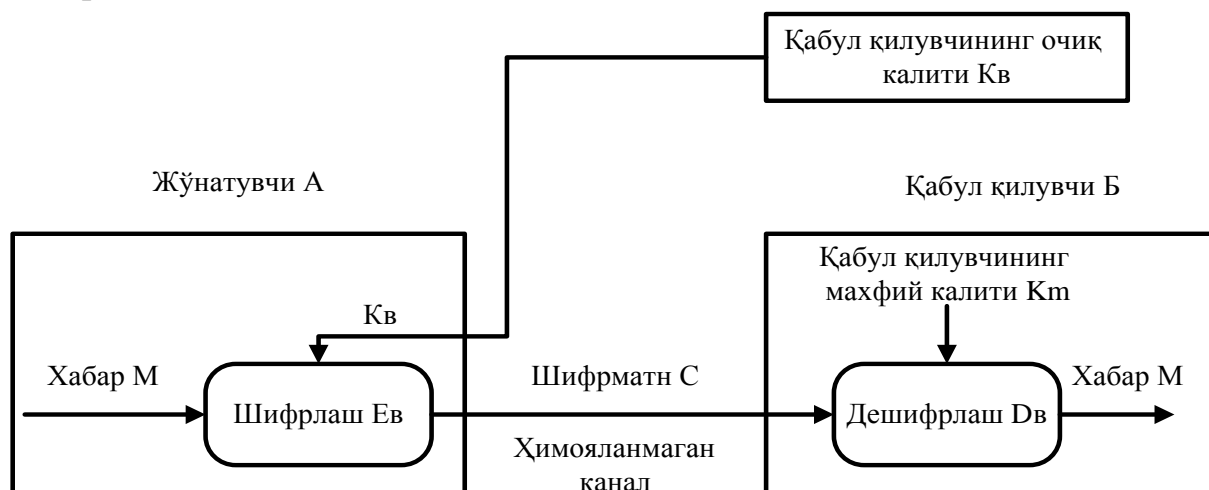 Қабул қилувчининг очиқ
калити Кв
Жўнатувчи А
Қабул қилувчи Б
Қабул қилувчининг
махфий калити Кm
Кв
Хабар М
Шифрлаш Ев
Шифрматн С
Ҳимояланмаган
канал
Дешифрлаш Dв
Хабар М